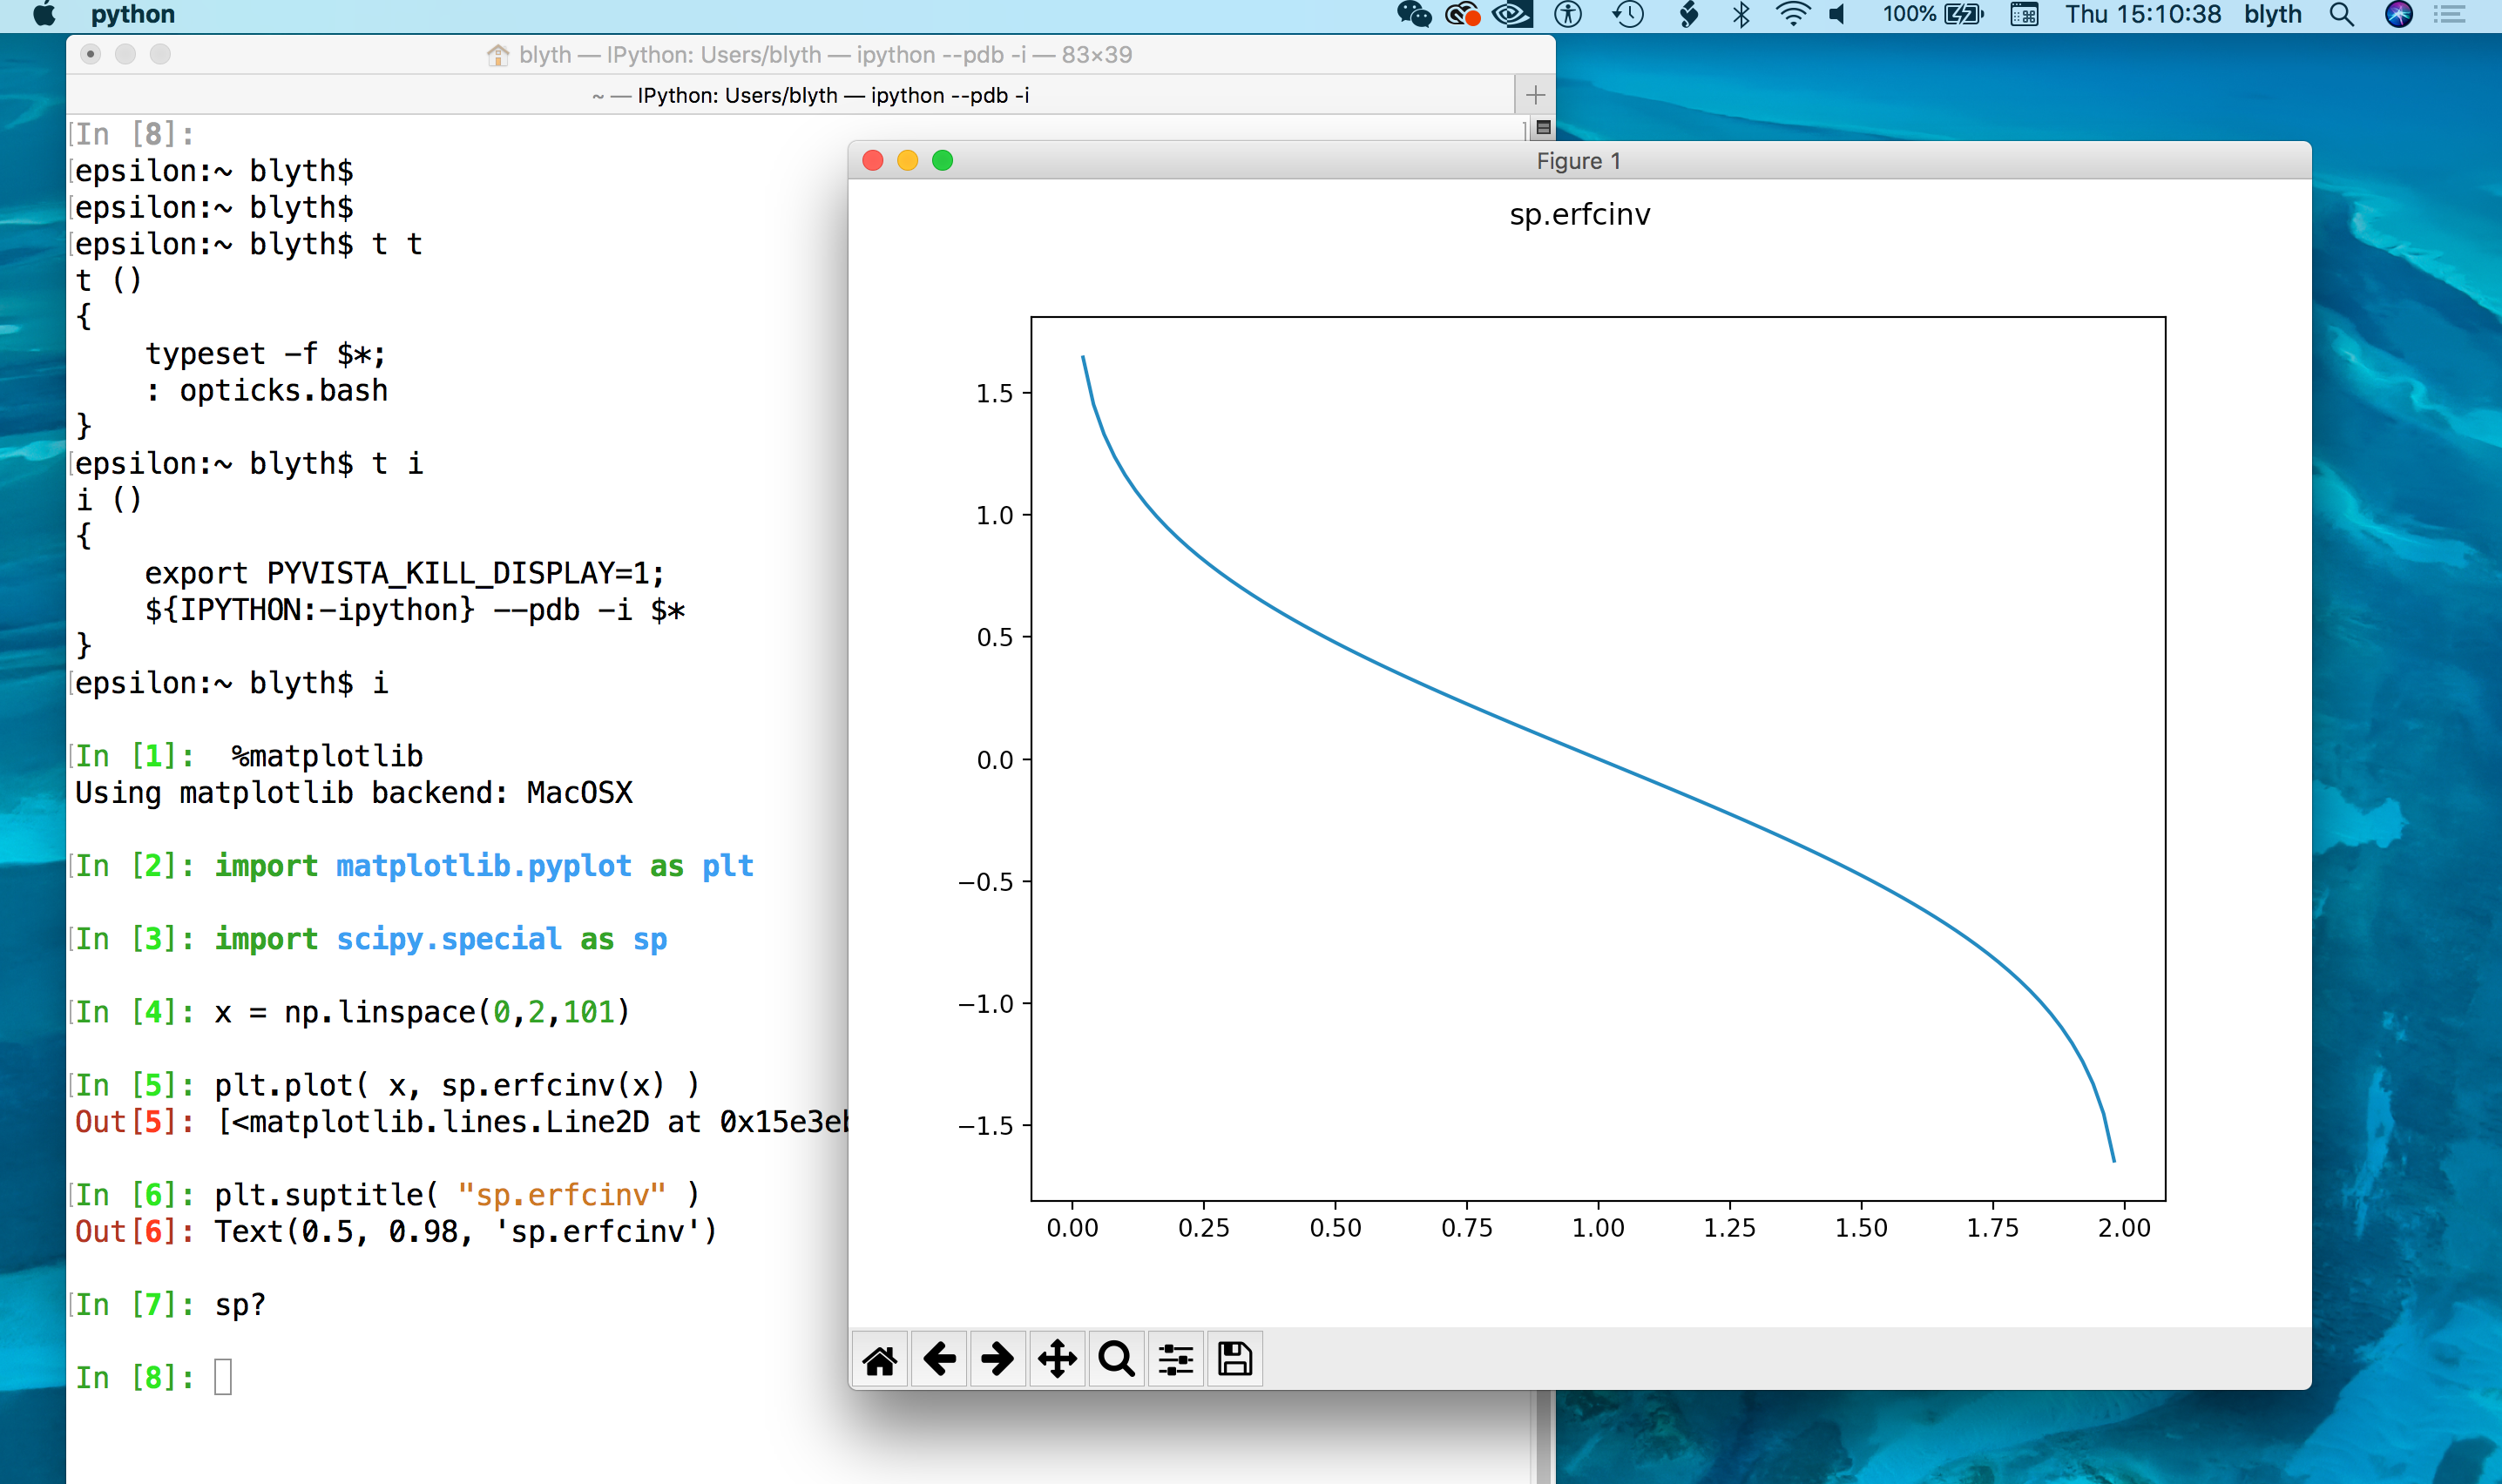 python
100%
Thu 15:10:38
blyth
blyth — IPython: Users/blyth — ipython --pdb -i — 83×39
~ — IPython: Users/blyth — ipython --pdb -i
[In [8]:
[epsilon:~ blyth$
[epsilon:~ blyth$
[epsilon:~ blyth$ t t
t ()
{
typeset -f $*;
: opticks.bash
}
[epsilon:~ blyth$ t i
i ()
{
export PYVISTA_KILL_DISPLAY=1;
${IPYTHON:-ipython} --pdb -i $*
}
[epsilon:~ blyth$ i
[In [1]:  %matplotlib
Using matplotlib backend: MacOSX
[In [2]: import matplotlib.pyplot as plt
[In [3]: import scipy.special as sp
[In [4]: x = np.linspace(0,2,101)
[In [5]: plt.plot( x, sp.erfcinv(x) )
Out[5]: [<matplotlib.lines.Line2D at 0x15e3e
[In [6]: plt.suptitle( "sp.erfcinv" )
Out[6]: Text(0.5, 0.98, 'sp.erfcinv')
[In [7]: sp?
In [8]:
Figure 1
sp.erfcinv
1.5
1.0
0.5
0.0
−0.5
−1.0
−1.5
0.00 0.25 0.50 0.75 1.00 1.25 1.50 1.75 2.00